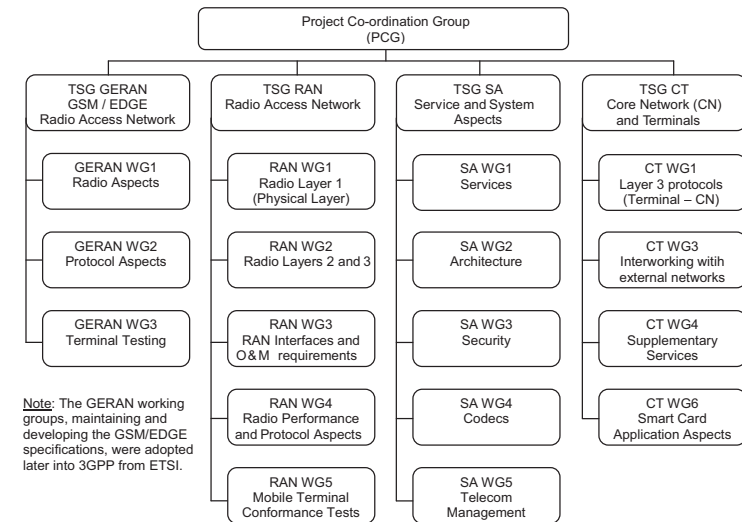 Project Co-ordination Group
(PCG)
TSG GERAN
GSM / EDGE
Radio Access Network
GERAN WG1
Radio Aspects
GERAN WG2
Protocol Aspects
GERAN WG3
Terminal Testing
Note: The GERAN working
groups, maintaining and
developing the GSM/EDGE
specifications, were adopted
later into 3GPP from ETSI.
TSG RAN
Radio Access Network
RAN WG1
Radio Layer 1
(Physical Layer)
RAN WG2
Radio Layers 2 and 3
RAN WG3
RAN Interfaces and
O&M requirements
RAN WG4
Radio Performance
and Protocol Aspects
RAN WG5
Mobile Terminal
Conformance Tests
TSG SA
Service and System
Aspects
SA WG1
Services
SA WG2
Architecture
SA WG3
Security
SA WG4
Codecs
SA WG5
Telecom
Management
TSG CT
Core Network (CN)
and Terminals
CT WG1
Layer 3 protocols
(Terminal – CN)
CT WG3
Interworking witih
external networks
CT WG4
Supplementary
Services
CT WG6
Smart Card
Application Aspects